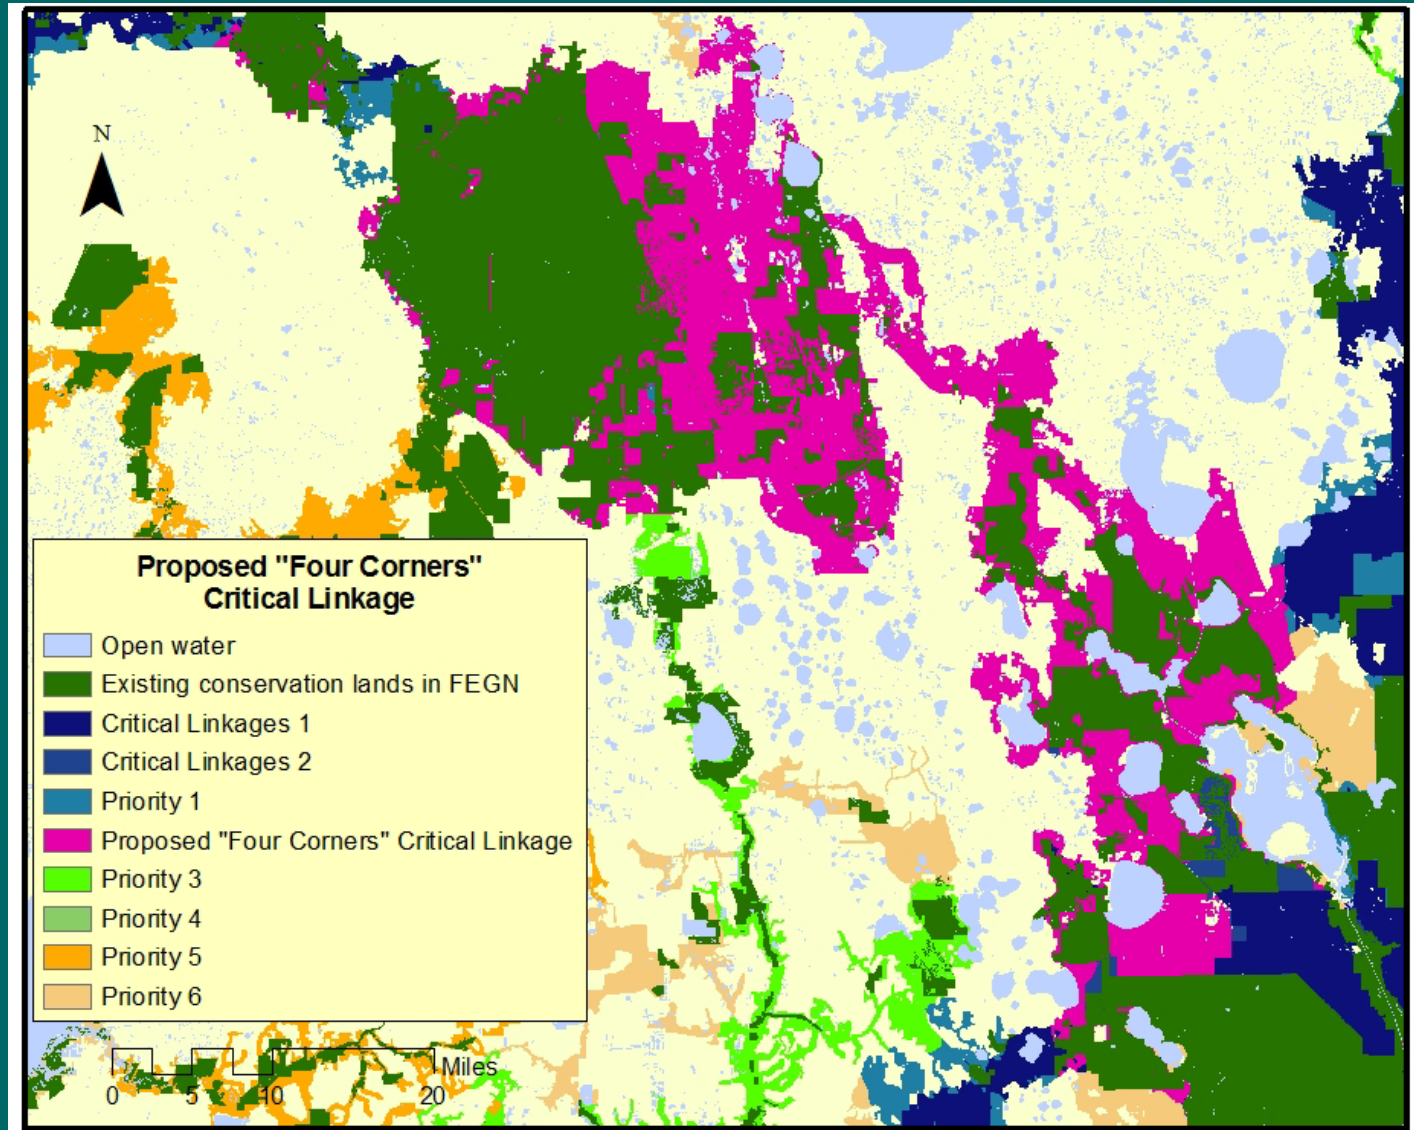 N
Proposed "Four Corners"
Critical Linkage
Open water
Existing conservation lands in FEGN
Critical Linkages 1
Critical Linkages 2
Priority 1
Proposed "Four Corners" Critical Linkage
Priority 3
Priority 4
Priority 5
Priority 6
Miles
0 5 10 20